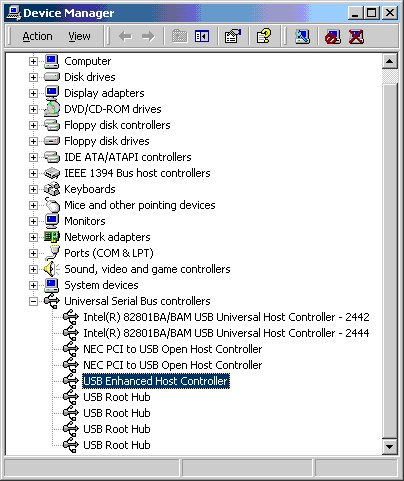 Device Manager
Action View
Computer
Disk drives
Display adapters
DVD/CD-ROM drives
Floppy disk controllers
Floppy disk drives
IDE ATA/ATAPI controllers
IEEE 1394 Bus host controllers
Keyboards
Mice and other pointing devices
Monitors
Network adapters
Ports (COM & LPT)
Sound, video and game controllers
System devices
Universal Serial Bus controllers
Intel(R) 82801BA/BAM USB Universal Host Controller - 2442
Intel(R) 82801BA/BAM USB Universal Host Controller - 2444
NEC PCI to USB Open Host Controller
NEC PCI to USB Open Host Controller
USB Enhanced Host Controller
USB Root Hub
USB Root Hub
USB Root Hub
USB Root Hub